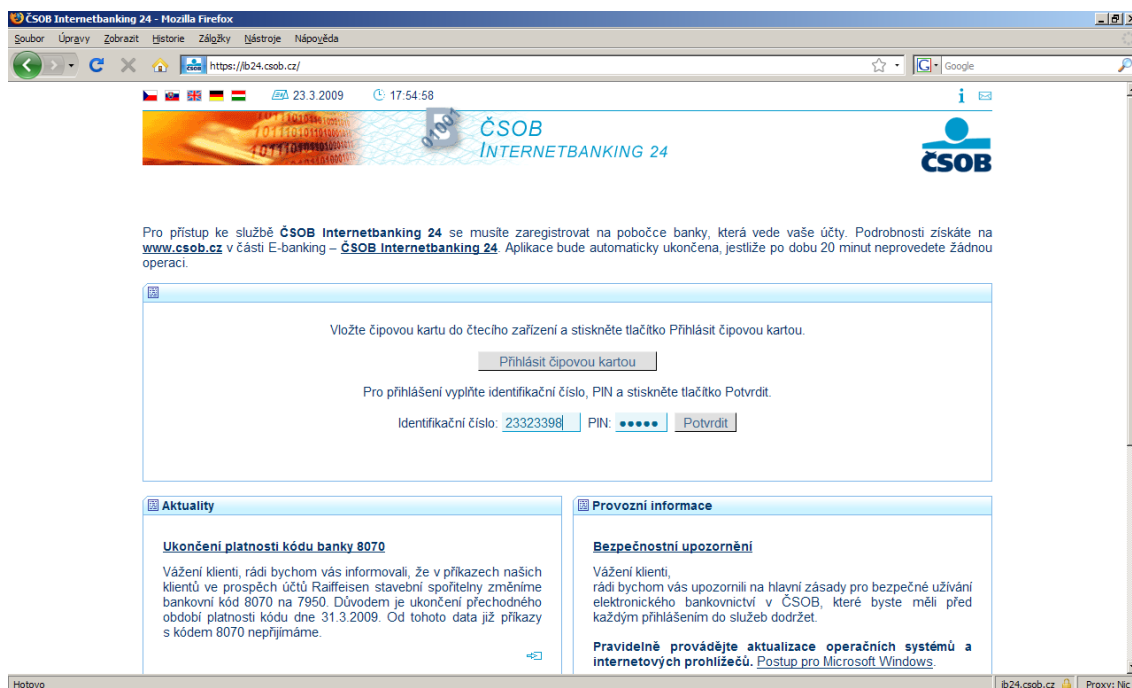 ČSOB Internetbanking 24 - Mozilla Firefox
Soubor Úpravy Zobrazit Historie Záložky Nástroje Nápověda
https://ib24.csob.cz/
Google
23.3.2009 17:54:58
ČSOB
INTERNETBANKING 24
ČSOB
Pro přístup ke službě ČSOB Internetbanking 24 se musíte zaregistrovat na pobočce banky, která vede vaše účty. Podrobnosti získáte na
www.csob.cz v části E-banking – ČSOB Internetbanking 24. Aplikace bude automaticky ukončena, jestliže po dobu 20 minut neprovedete žádnou
operaci.
Vložte čipovou kartu do čtecího zařízení a stiskněte tlačítko Přihlásit čipovou kartou.
Přihlásit čipovou kartou
Pro přihlášení vyplňte identifikační číslo, PIN a stiskněte tlačítko Potvrdit.
Identifikační číslo: 23323398 PIN: ●●●●● Potvrdit
Aktuality
Ukončení platnosti kódu banky 8070
Vážení klienti, rádi bychom vás informovali, že v příkazech našich
klientů ve prospěch účtů Raiffeisen stavební spořitelny změníme
bankovní kód 8070 na 7950. Důvodem je ukončení přechodného
období platnosti kódu dne 31.3.2009. Od tohoto data již příkazy
s kódem 8070 nepřijímáme.
Provozní informace
Bezpečnostní upozornění
Vážení klienti,
rádi bychom vás upozornili na hlavní zásady pro bezpečné užívání
elektronického bankovnictví v ČSOB, které byste měli před
každým přihlášením do služeb dodržet.
Pravidelně provádějte aktualizace operačních systémů a
internetových prohlížečů. Postup pro Microsoft Windows.
Hotovo ib24.csob.cz Proxy: Nic